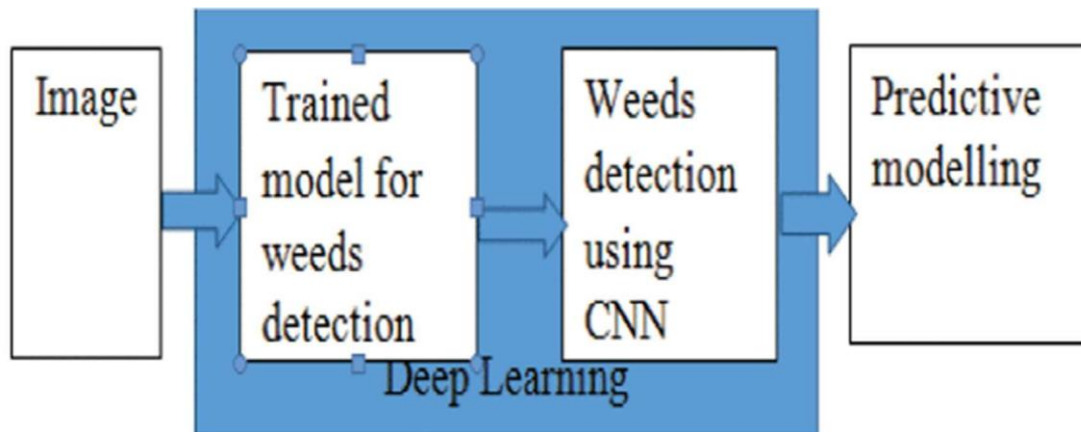 Image
Trained
model for
weeds
detection
Weeds
detection
using
CNN
Predictive
modelling
Deep Learning